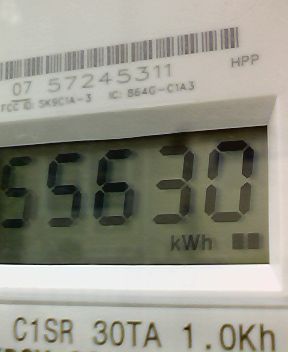 HPP
07 57245311
FCC ID: SK9C1A-3 IC: 864G-C1A3
55630
kWh
C1SR 30TA 1.0Kh